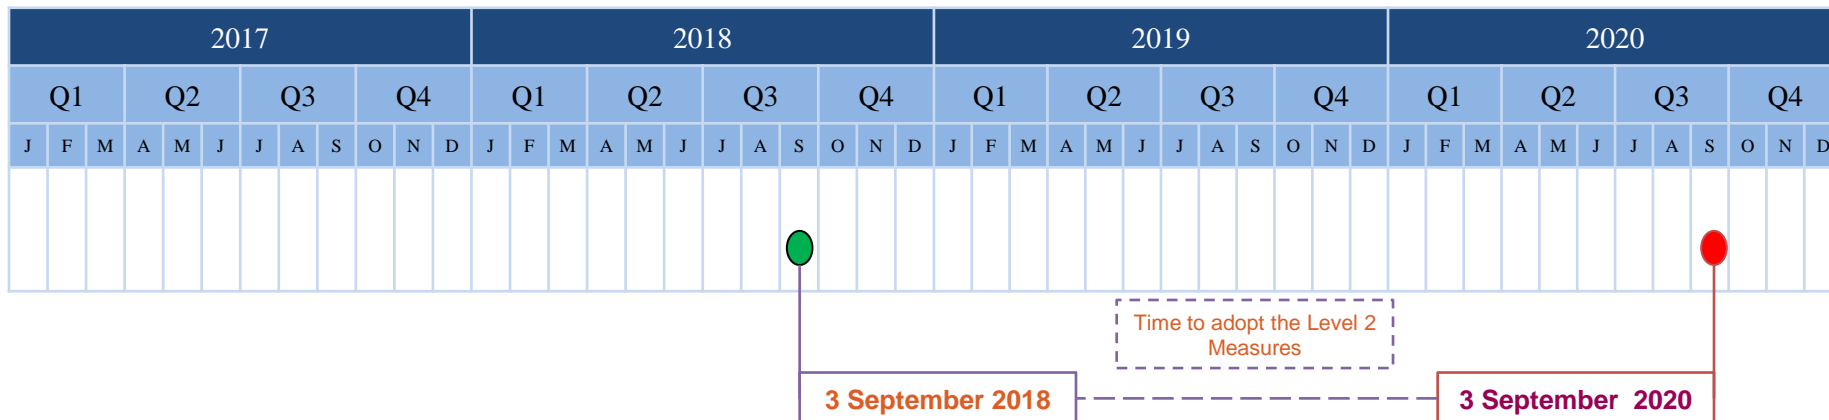 2017 2018 2019 2020
Q1 Q2 Q3 Q4 Q1 Q2 Q3 Q4 Q1 Q2 Q3 Q4 Q1 Q2 Q3 Q4
J F M A M J J A S O N D J F M A M J J A S O N D J F M A M J J A S O N D J F M A M J J A S O N D
Time to adopt the Level 2
Measures
3 September 2018 3 September 2020